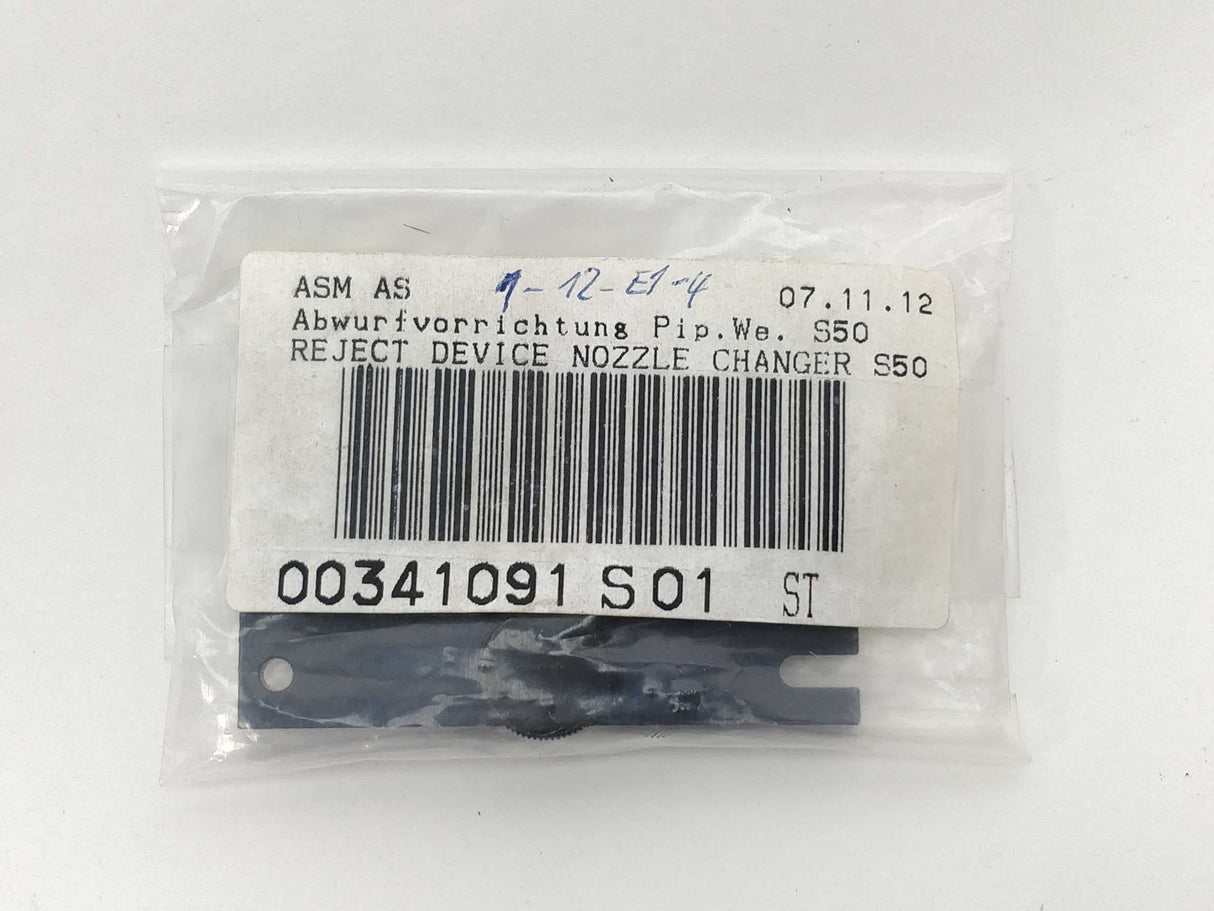 ASM AS 9-12-E1-4 07.11.12
Abwurfvorrichtung Pip.We. S50
REJECT DEVICE NOZZLE CHANGER S50
00341091 S01 ST